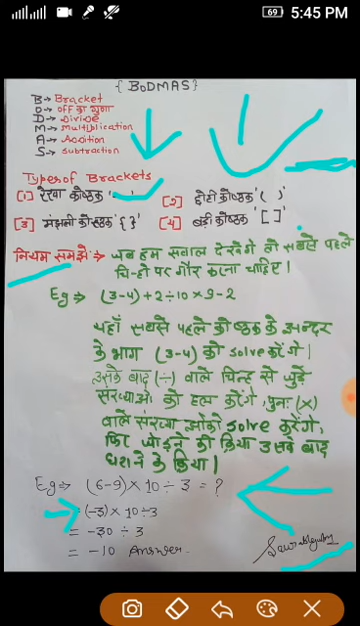 69 5:45 PM
{ BODMAS }
B → Bracket
O → OFF का गुणा
D → Divide
M → multiplication
A → Addition
S → subtraction
Types of Brackets
[1] रेखा कोष्ठक '—'
[2] छोटी कोष्ठक '( )'
[3] मंझली कोष्ठक '{ }'
[4] बड़ी कोष्ठक '[ ]'
नियम समझे :→ जब हम सवाल देखेंगे तो सबसे पहले
चिन्हों पर गौर करना चाहिए।
Eg → (3-4)+2÷10×9-2
यहाँ सबसे पहले कोष्ठक के अन्दर
के भाग (3-4) को solve करेंगे।
उसके बाद (÷) वाले चिन्ह से जुड़े
संख्याओं को हल करेंगे, पुनः (×)
वाले संख्याओं को solve करेंगे,
फिर जोड़ने की क्रिया उसके बाद
घटाने के क्रिया।
Eg → (6-9)×10÷3 = ?
= (-3)×10÷3
= -30÷3
= -10 Answer.